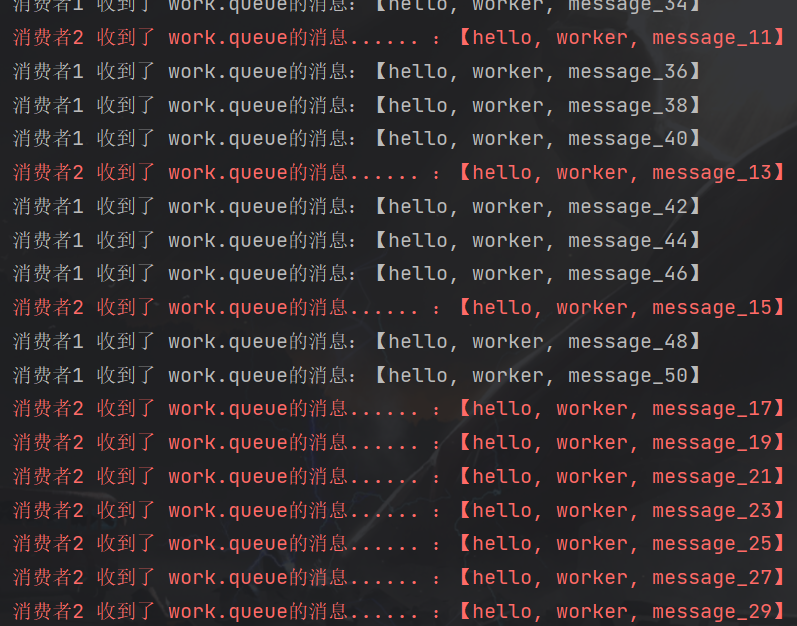 消费者1 收到了 work.queue的消息：【hello, worker, message_34】
消费者2 收到了 work.queue的消息...... ：【hello, worker, message_11】
消费者1 收到了 work.queue的消息：【hello, worker, message_36】
消费者1 收到了 work.queue的消息：【hello, worker, message_38】
消费者1 收到了 work.queue的消息：【hello, worker, message_40】
消费者2 收到了 work.queue的消息...... ：【hello, worker, message_13】
消费者1 收到了 work.queue的消息：【hello, worker, message_42】
消费者1 收到了 work.queue的消息：【hello, worker, message_44】
消费者1 收到了 work.queue的消息：【hello, worker, message_46】
消费者2 收到了 work.queue的消息...... ：【hello, worker, message_15】
消费者1 收到了 work.queue的消息：【hello, worker, message_48】
消费者1 收到了 work.queue的消息：【hello, worker, message_50】
消费者2 收到了 work.queue的消息...... ：【hello, worker, message_17】
消费者2 收到了 work.queue的消息...... ：【hello, worker, message_19】
消费者2 收到了 work.queue的消息...... ：【hello, worker, message_21】
消费者2 收到了 work.queue的消息...... ：【hello, worker, message_23】
消费者2 收到了 work.queue的消息...... ：【hello, worker, message_25】
消费者2 收到了 work.queue的消息...... ：【hello, worker, message_27】
消费者2 收到了 work.queue的消息...... ：【hello, worker, message_29】